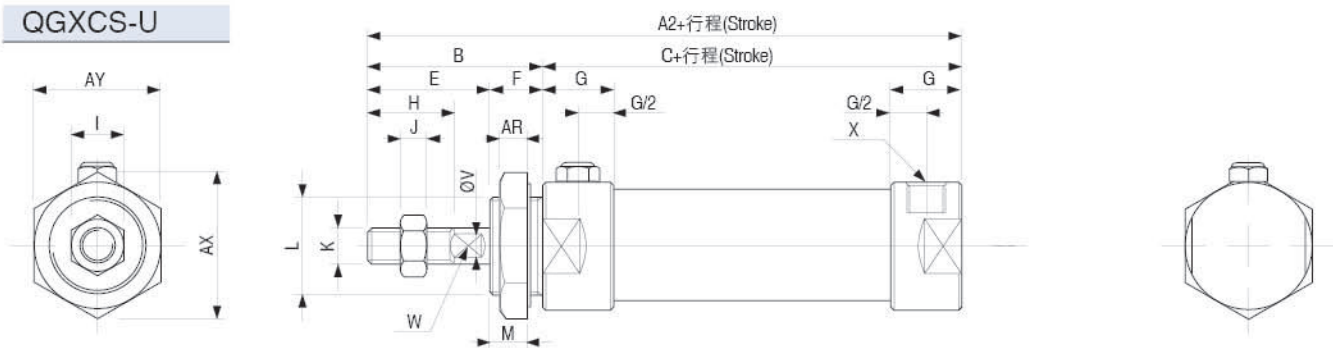 QGXCS-U
A2+行程(Stroke)
B
C+行程(Stroke)
AY
E
F
G
G
H
G/2
G/2
I
J
AR
X
ØV
AX
L
K
W
M